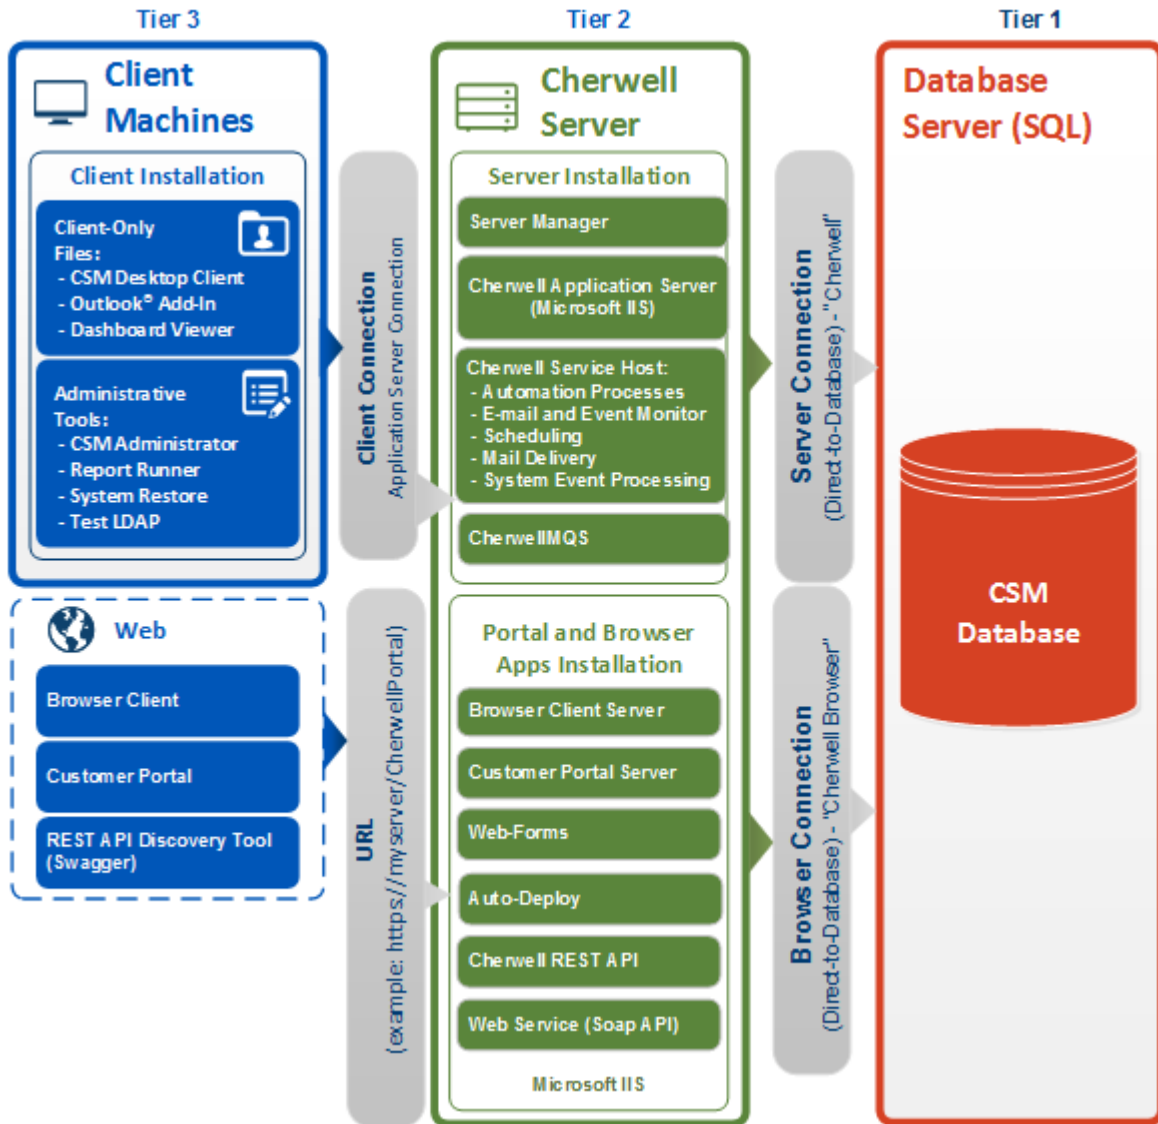 Tier 3
Tier 2
Tier 1
Client
Machines
Client Installation
Client-Only
Files:
- CSM Desktop Client
- Outlook® Add-In
- Dashboard Viewer
Administrative
Tools:
- CSM Administrator
- Report Runner
- System Restore
- Test LDAP
Web
Browser Client
Customer Portal
REST API Discovery Tool
(Swagger)
Client Connection
Application Server Connection
URL
(example: https://myserver/CherwellPortal)
Cherwell
Server
Server Installation
Server Manager
Cherwell Application Server
(Microsoft IIS)
Cherwell Service Host:
- Automation Processes
- E-mail and Event Monitor
- Scheduling
- Mail Delivery
- System Event Processing
CherwellMQS
Portal and Browser
Apps Installation
Browser Client Server
Customer Portal Server
Web-Forms
Auto-Deploy
Cherwell REST API
Web Service (Soap API)
Microsoft IIS
Server Connection
(Direct-to-Database) - "Cherwell"
Browser Connection
(Direct-to-Database) - "Cherwell Browser"
Database
Server (SQL)
CSM
Database